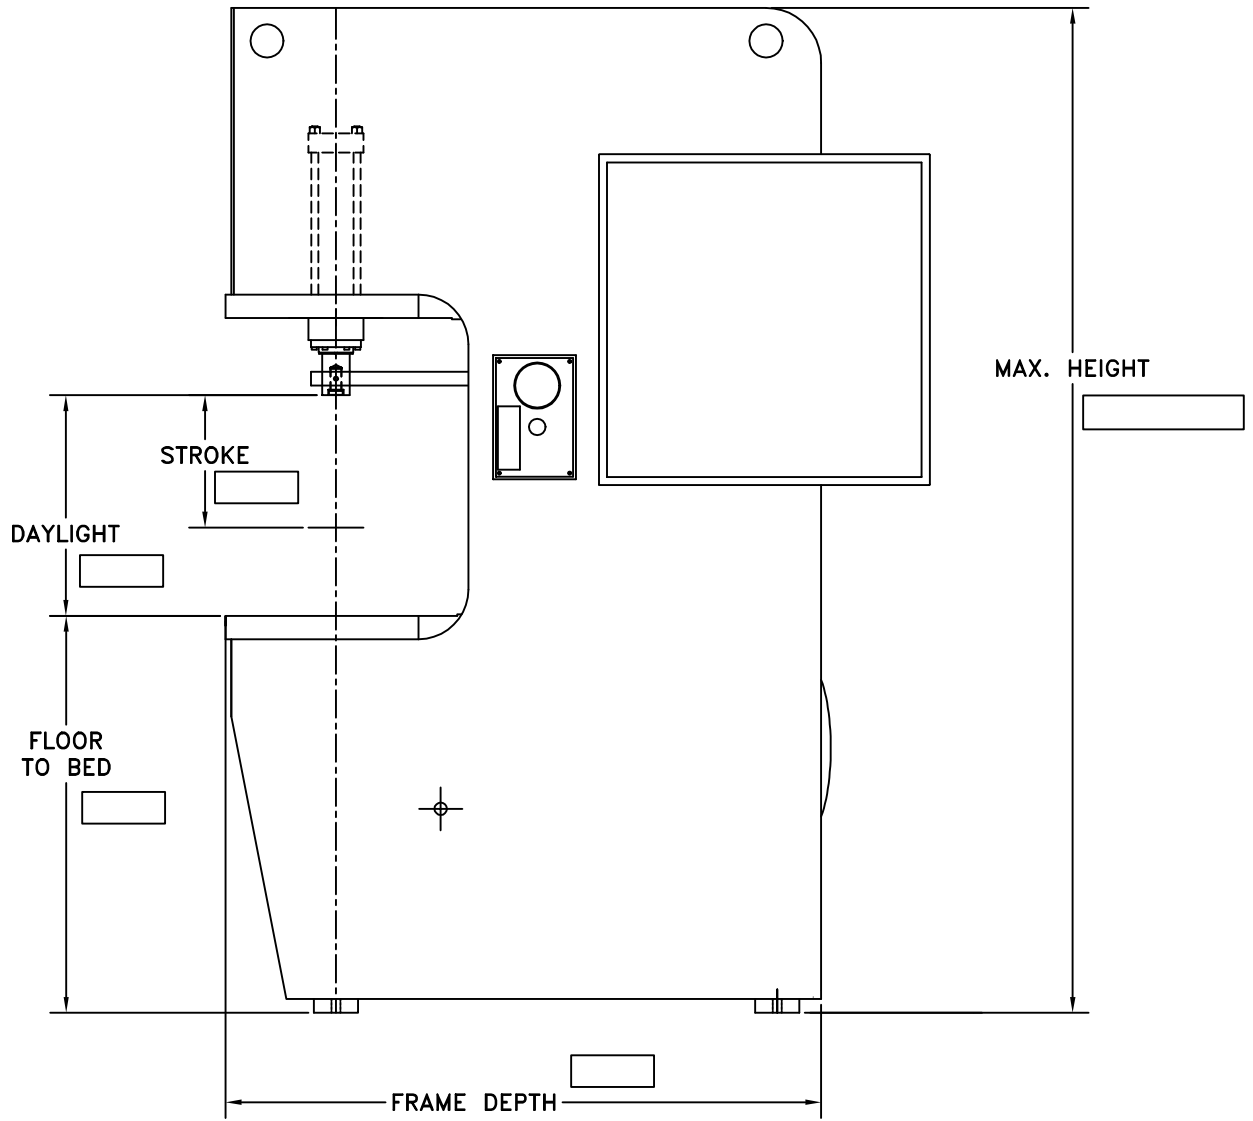 MAX. HEIGHT
STROKE
DAYLIGHT
FLOOR
TO BED
FRAME DEPTH